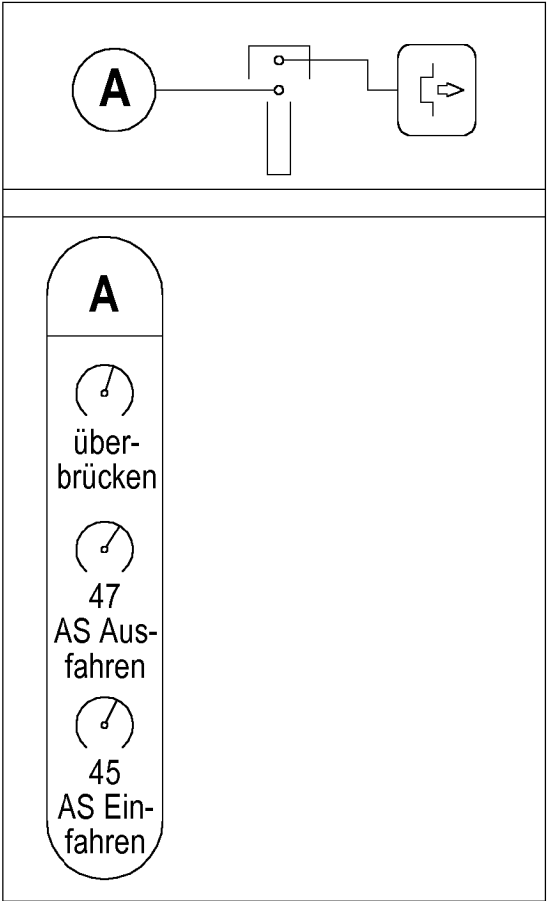 A
A
über-
brücken
47
AS Aus-
fahren
45
AS Ein-
fahren